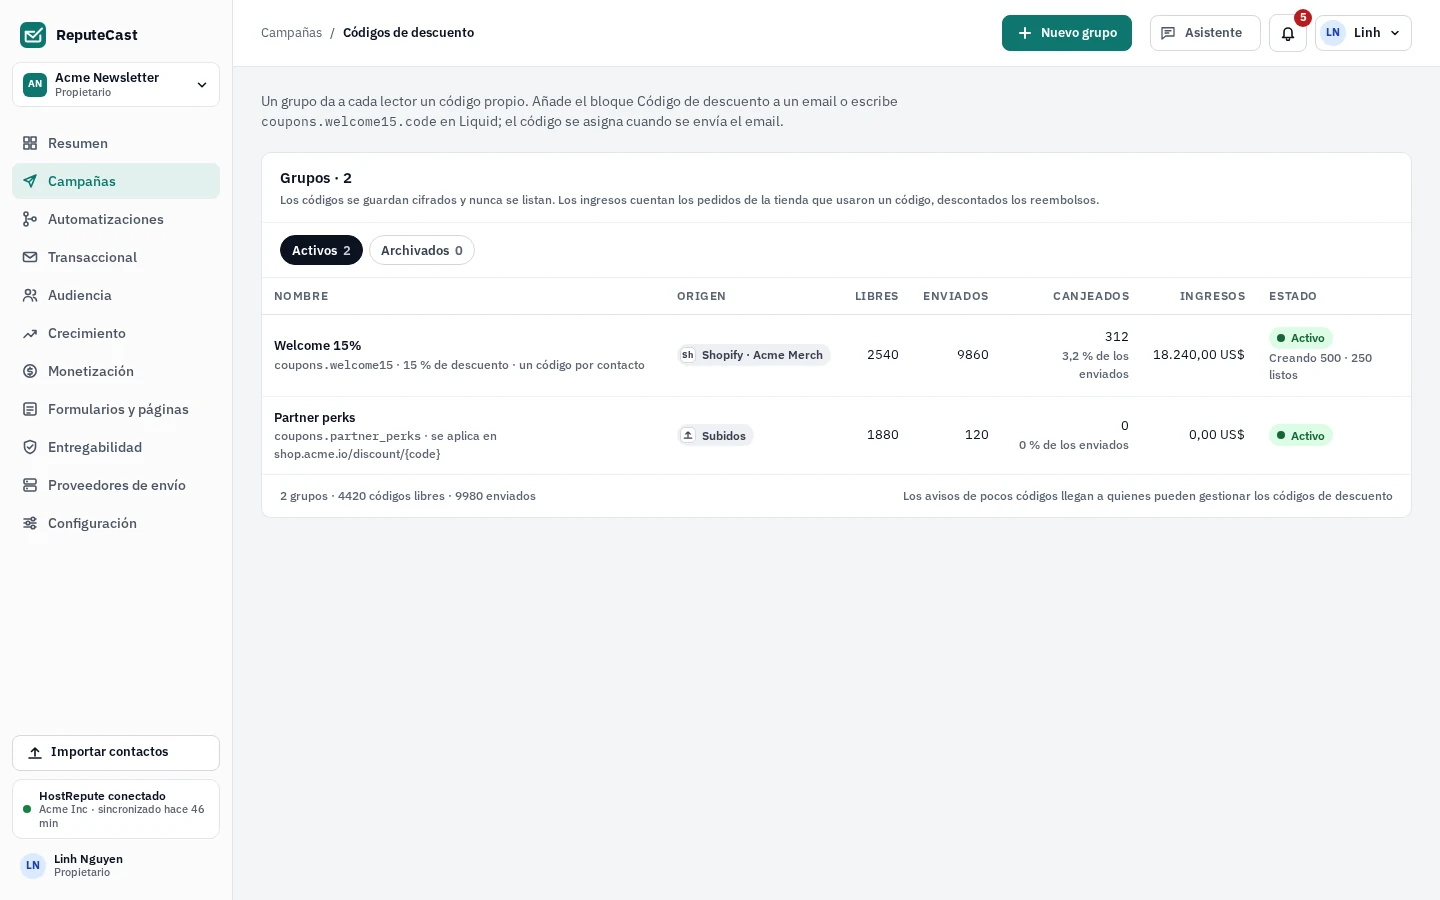 ReputeCast
AN
Acme Newsletter
Propietario
Resumen
Campañas
Automatizaciones
Transaccional
Audiencia
Crecimiento
Monetización
Formularios y páginas
Entregabilidad
Proveedores de envío
Configuración
Importar contactos
HostRepute conectado
Acme Inc · sincronizado hace 46
min
LN
Linh Nguyen
Propietario
Campañas / Códigos de descuento
Nuevo grupo
Asistente
5
LN
Linh
Un grupo da a cada lector un código propio. Añade el bloque Código de descuento a un email o escribe
coupons.welcome15.code en Liquid; el código se asigna cuando se envía el email.
Grupos · 2
Los códigos se guardan cifrados y nunca se listan. Los ingresos cuentan los pedidos de la tienda que usaron un código, descontados los reembolsos.
Activos 2
Archivados 0
NOMBRE ORIGEN LIBRES ENVIADOS CANJEADOS INGRESOS ESTADO
Welcome 15%
coupons.welcome15 · 15 % de descuento · un código por contacto
Sh Shopify · Acme Merch
2540
9860
312
3,2 % de los
enviados
18.240,00 US$
Activo
Creando 500 · 250
listos
Partner perks
coupons.partner_perks · se aplica en
shop.acme.io/discount/{code}
Subidos
1880
120
0
0 % de los enviados
0,00 US$
Activo
2 grupos · 4420 códigos libres · 9980 enviados
Los avisos de pocos códigos llegan a quienes pueden gestionar los códigos de descuento